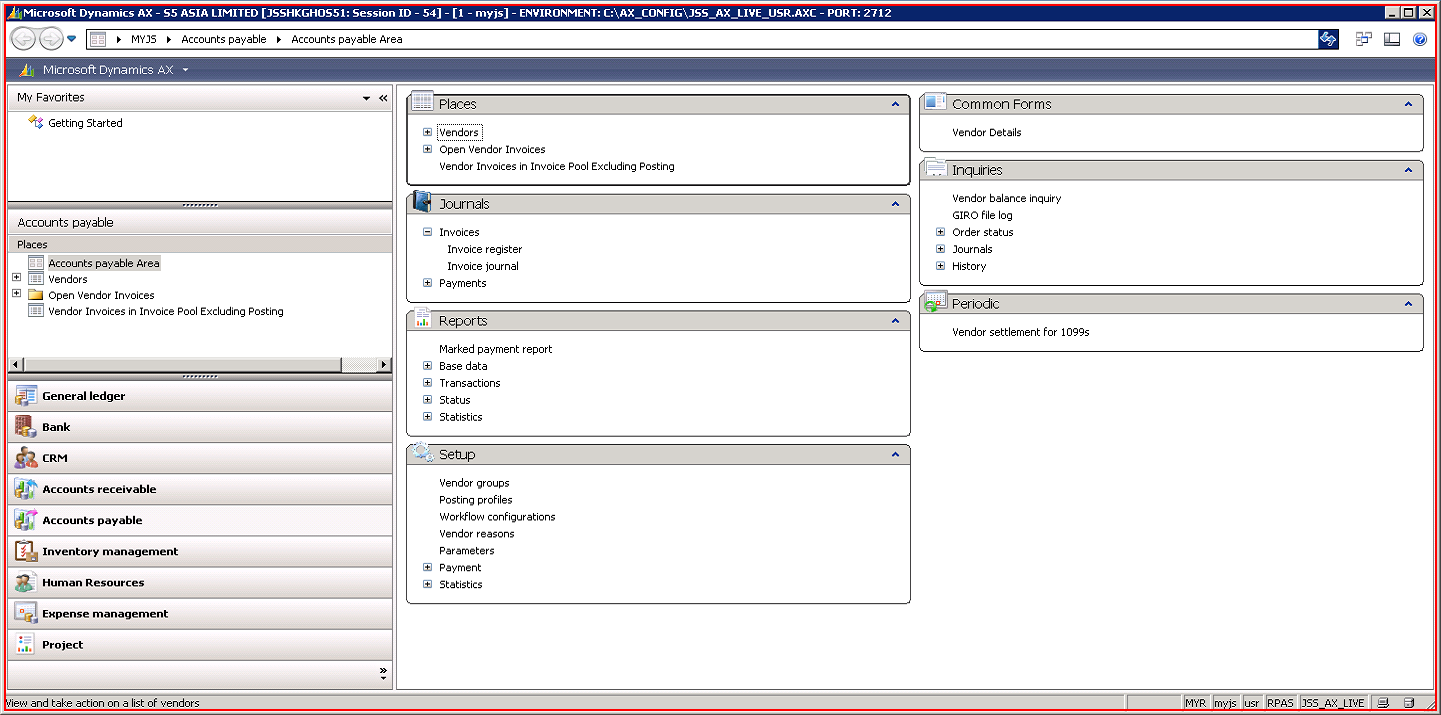 Microsoft Dynamics AX - S5 ASIA LIMITED [JSSHKGHOS51: Session ID - 54] - [1 - myjs] - ENVIRONMENT: C:\AX_CONFIG\JSS_AX_LIVE_USR.AXC - PORT: 2712
MYJS Accounts payable Accounts payable Area
Microsoft Dynamics AX
My Favorites
Getting Started
Accounts payable
Places
Accounts payable Area
Vendors
Open Vendor Invoices
Vendor Invoices in Invoice Pool Excluding Posting
General ledger
Bank
CRM
Accounts receivable
Accounts payable
Inventory management
Human Resources
Expense management
Project
Places
Vendors
Open Vendor Invoices
Vendor Invoices in Invoice Pool Excluding Posting
Journals
Invoices
Invoice register
Invoice journal
Payments
Reports
Marked payment report
Base data
Transactions
Status
Statistics
Setup
Vendor groups
Posting profiles
Workflow configurations
Vendor reasons
Parameters
Payment
Statistics
Common Forms
Vendor Details
Inquiries
Vendor balance inquiry
GIRO file log
Order status
Journals
History
Periodic
Vendor settlement for 1099s
View and take action on a list of vendors
MYR myjs usr RPAS JSS_AX_LIVE